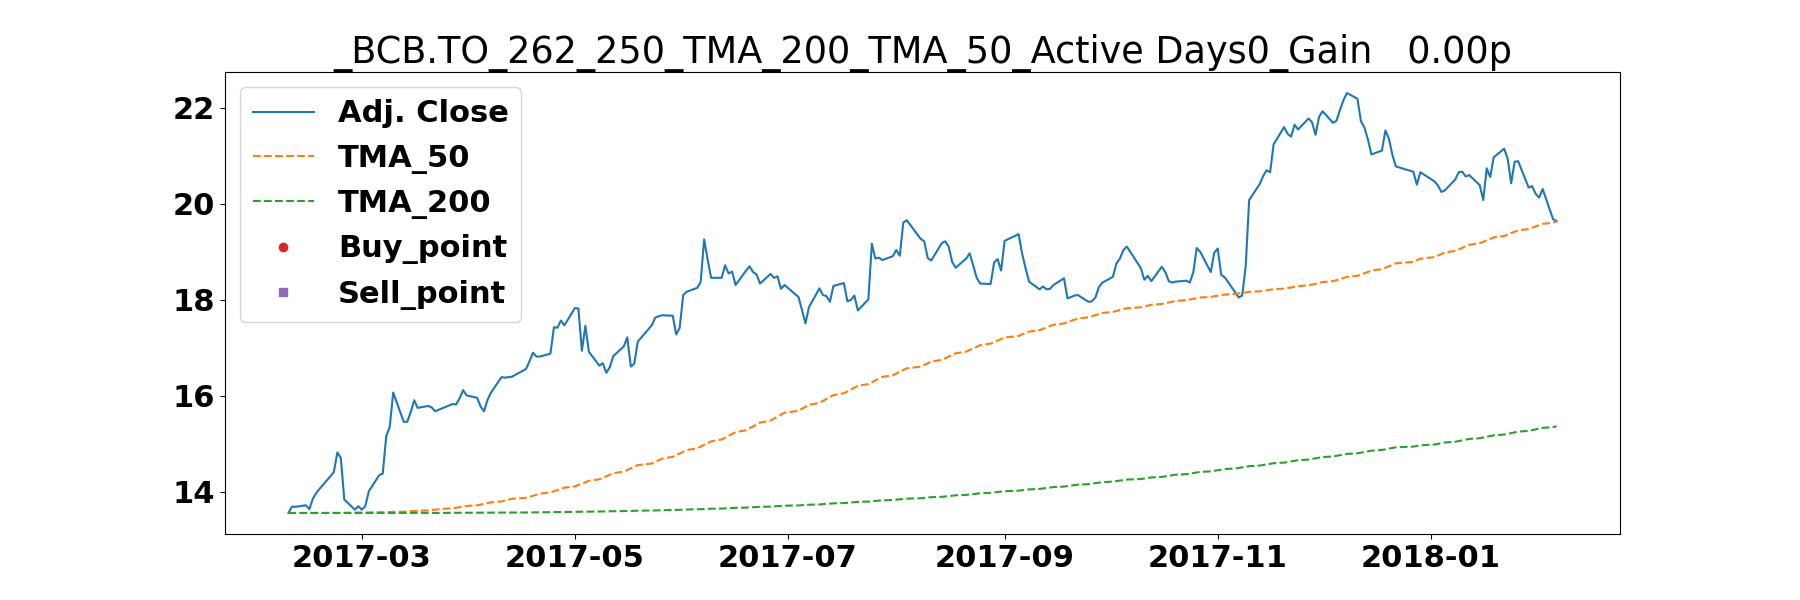 _BCB.TO_262_250_TMA_200_TMA_50_Active Days0_Gain   0.00p
22
20
18
16
14
Adj. Close
TMA_50
TMA_200
Buy_point
Sell_point
2017-03 2017-05 2017-07 2017-09 2017-11 2018-01